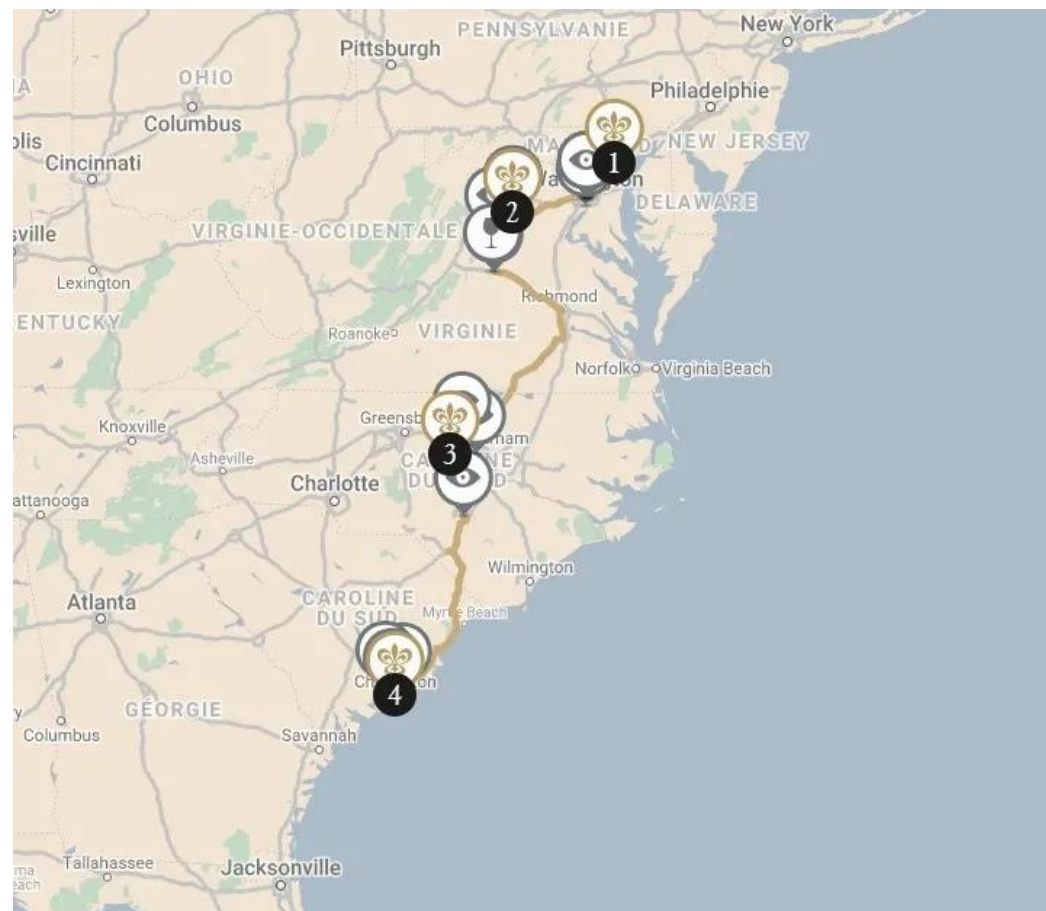 New York
PENNSYLVANIE
Pittsburgh
OHIO
Philadelphie
Columbus
NEW JERSEY
Cincinnati
1
DELAWARE
2
VIRGINIE-OCCIDENTALE
Lexington
Richmond
Roanoke
VIRGINIE
Norfolk
Virginia Beach
Greensb
Knoxville
rham
3
Asheville
Charlotte
Wilmington
Atlanta
CAROLINE
DU SUD
Myrtle Beach
4
GÉORGIE
Columbus
Savannah
Tallahassee
Jacksonville